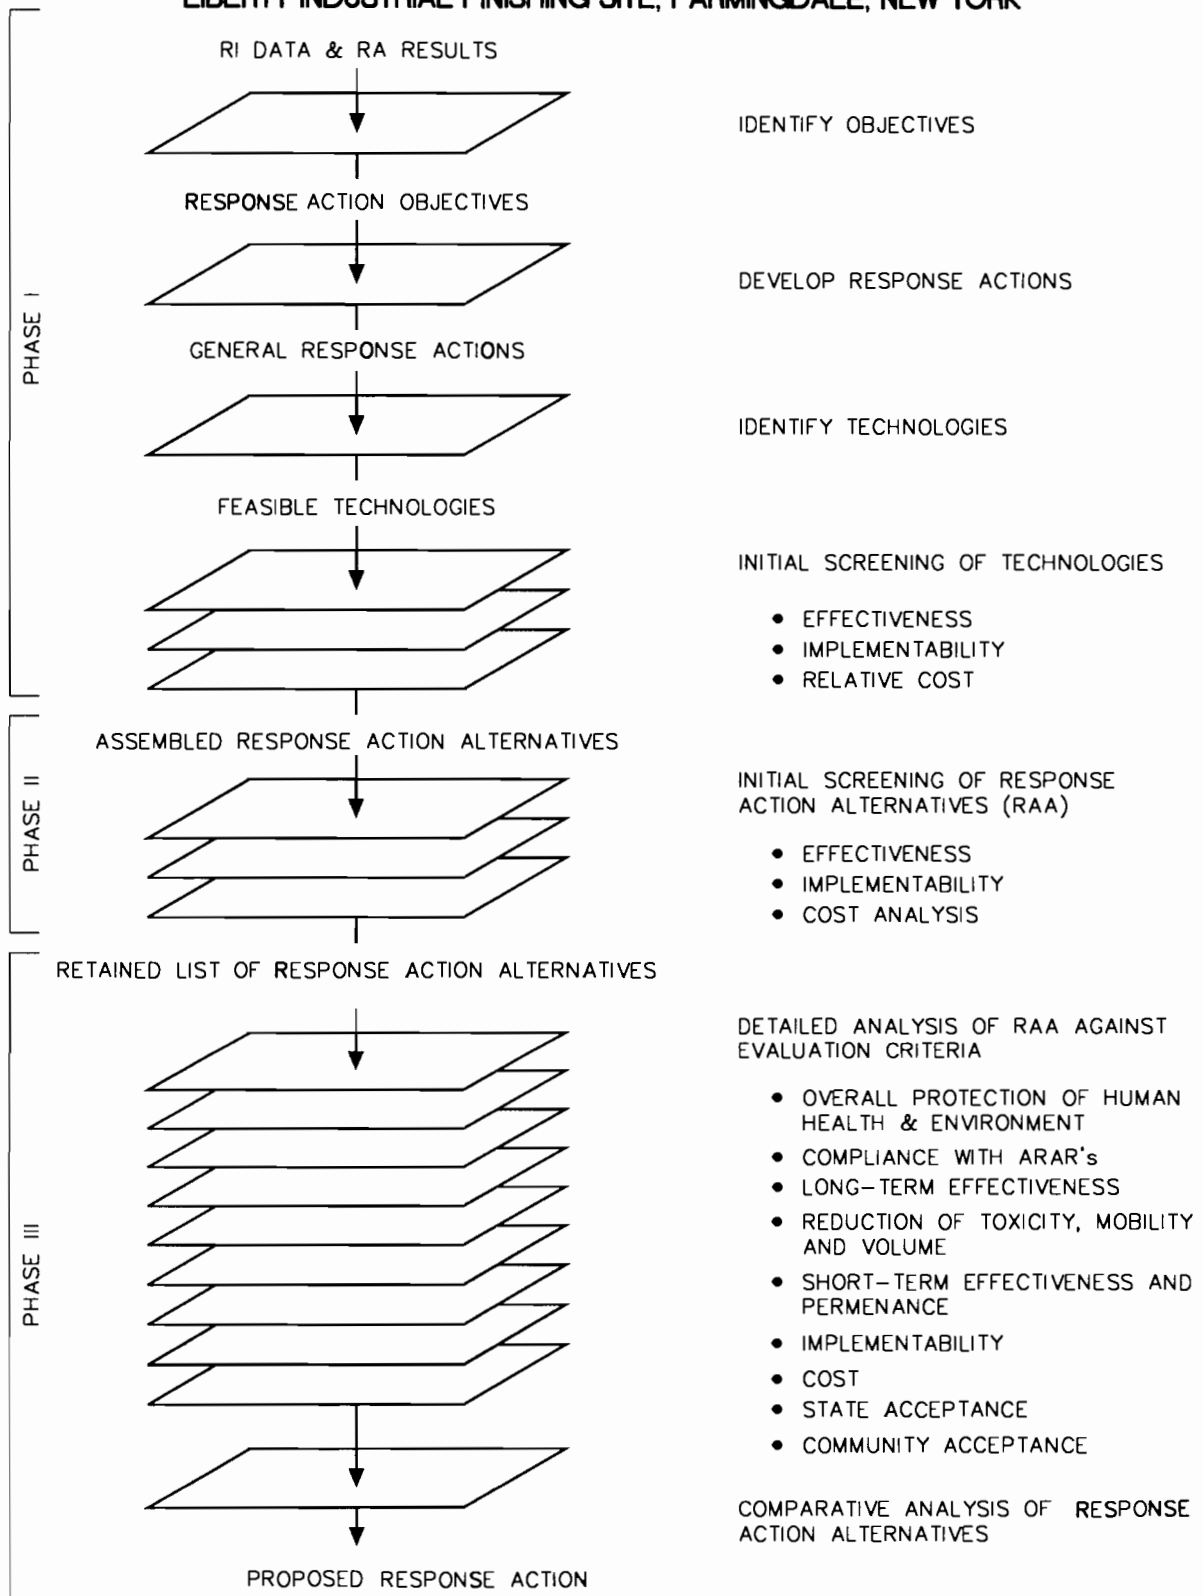 LIBERTY INDUSTRIAL FINISHING SITE, FARMINGDALE, NEW YORK
PHASE I
RI DATA & RA RESULTS
IDENTIFY OBJECTIVES
RESPONSE ACTION OBJECTIVES
DEVELOP RESPONSE ACTIONS
GENERAL RESPONSE ACTIONS
IDENTIFY TECHNOLOGIES
FEASIBLE TECHNOLOGIES
INITIAL SCREENING OF TECHNOLOGIES
• EFFECTIVENESS
• IMPLEMENTABILITY
• RELATIVE COST
PHASE II
ASSEMBLED RESPONSE ACTION ALTERNATIVES
INITIAL SCREENING OF RESPONSE
ACTION ALTERNATIVES (RAA)
• EFFECTIVENESS
• IMPLEMENTABILITY
• COST ANALYSIS
PHASE III
RETAINED LIST OF RESPONSE ACTION ALTERNATIVES
DETAILED ANALYSIS OF RAA AGAINST
EVALUATION CRITERIA
• OVERALL PROTECTION OF HUMAN
HEALTH & ENVIRONMENT
• COMPLIANCE WITH ARAR's
• LONG-TERM EFFECTIVENESS
• REDUCTION OF TOXICITY, MOBILITY
AND VOLUME
• SHORT-TERM EFFECTIVENESS AND
PERMENANCE
• IMPLEMENTABILITY
• COST
• STATE ACCEPTANCE
• COMMUNITY ACCEPTANCE
COMPARATIVE ANALYSIS OF RESPONSE
ACTION ALTERNATIVES
PROPOSED RESPONSE ACTION